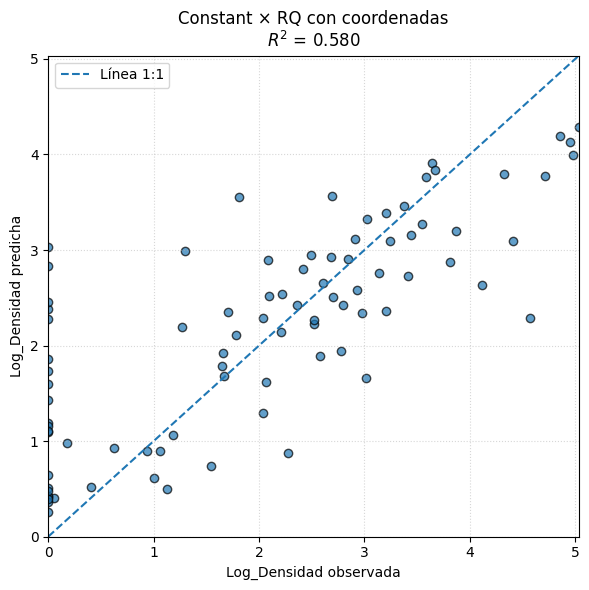 Constant × RQ con coordenadas
R² = 0.580
Línea 1:1
Log_Densidad predicha
5
4
3
2
1
0
0 1 2 3 4 5
Log_Densidad observada